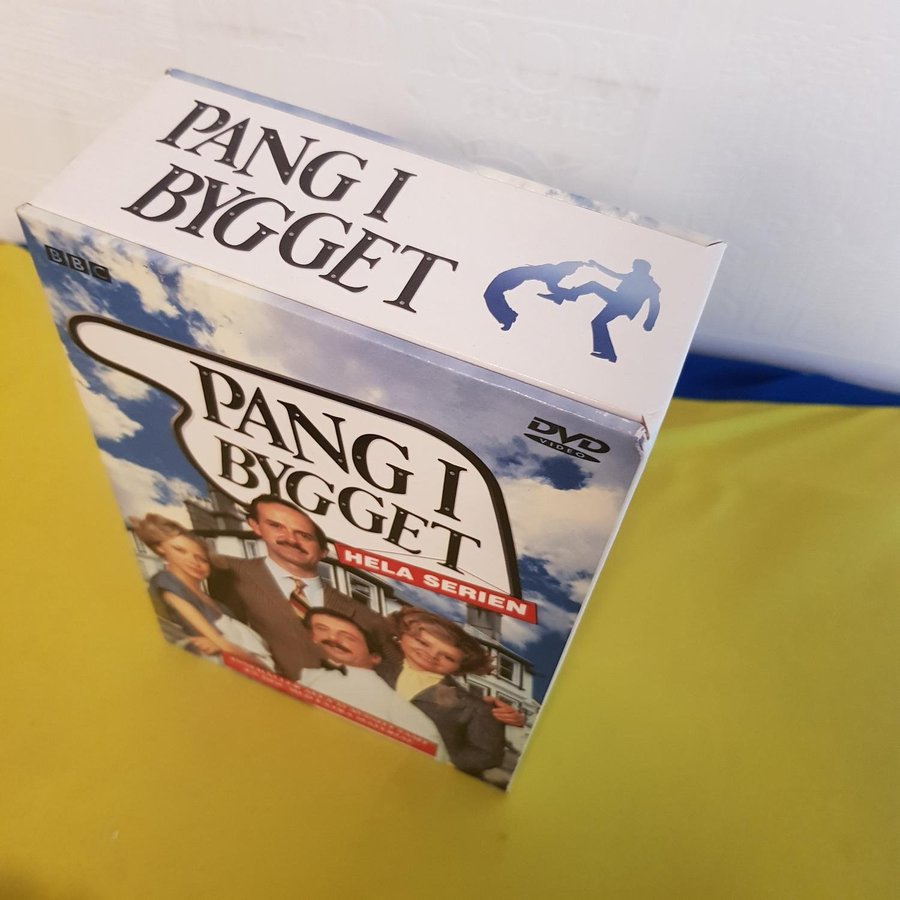 PANG I
BYGGET
BBC
DVD
VIDEO
PANG I
BYGGET
HELA SERIEN